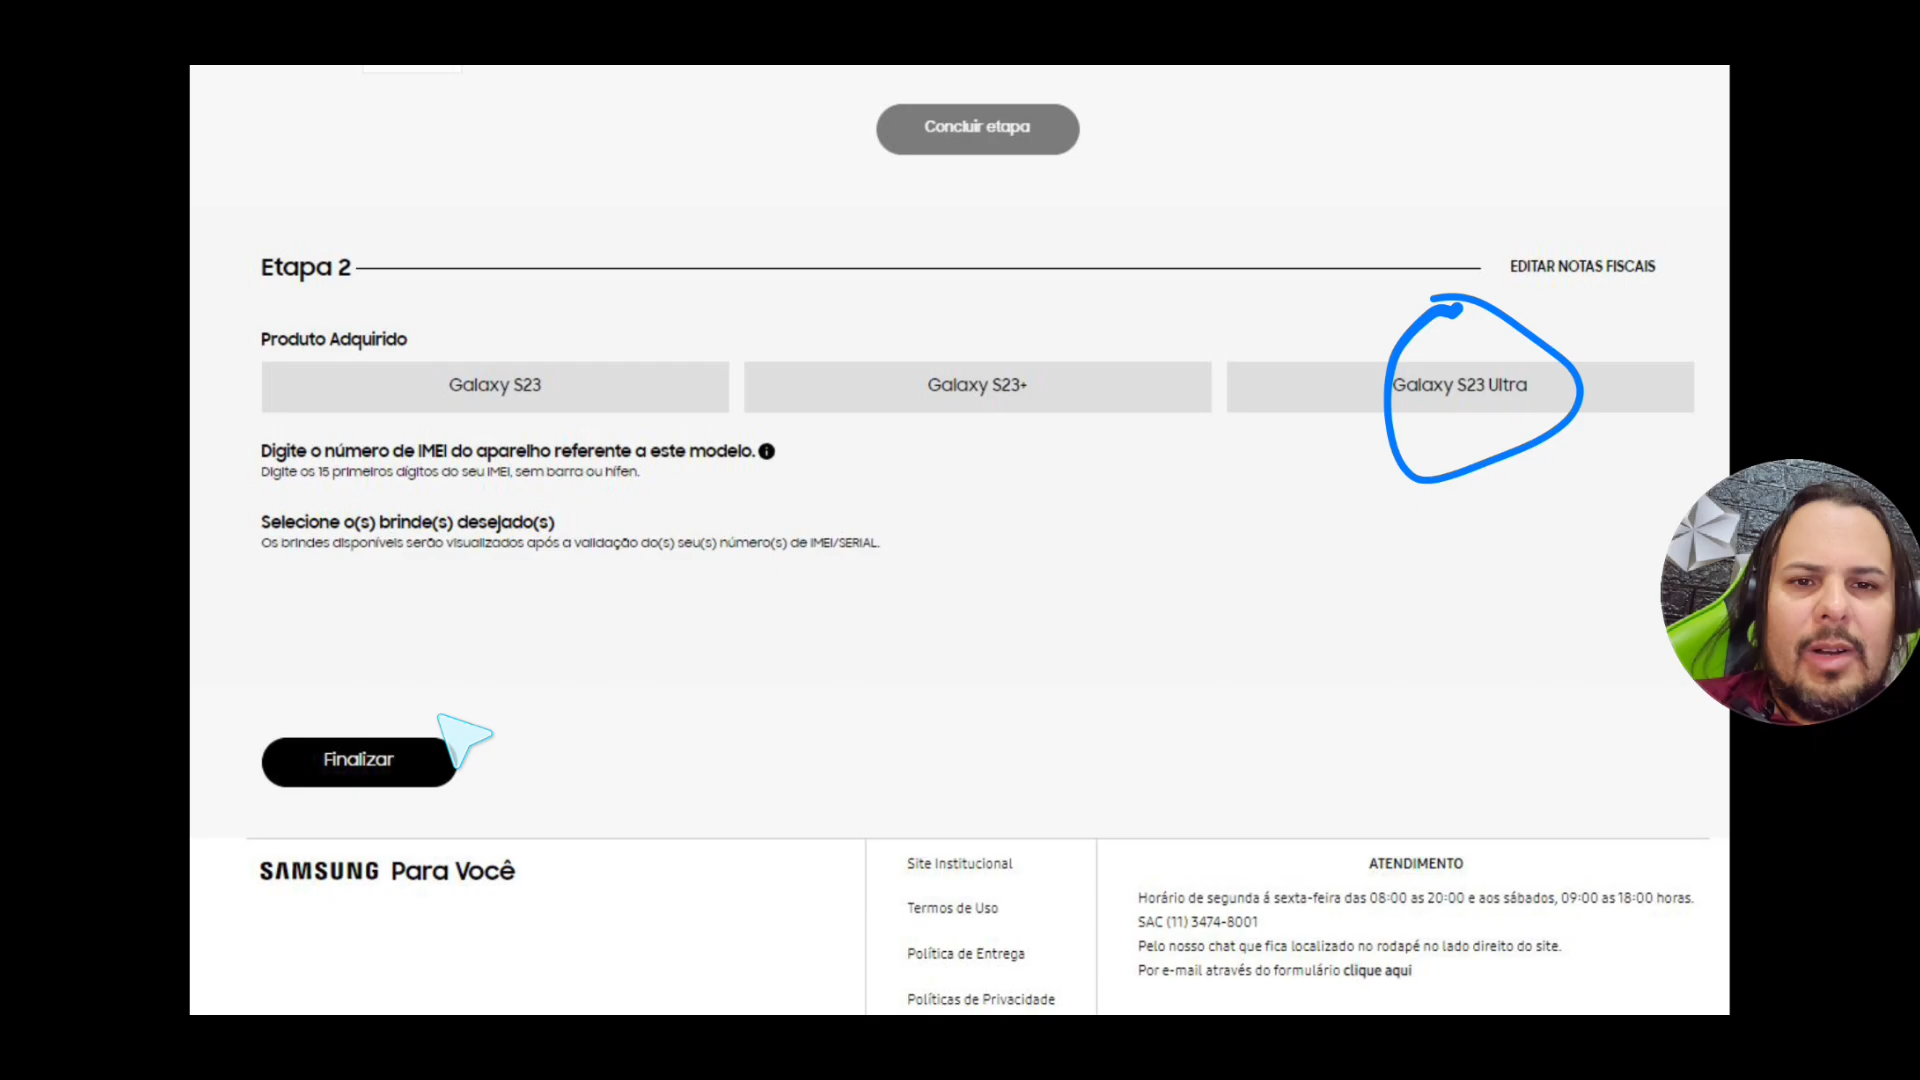 Concluir etapa
Etapa 2
EDITAR NOTAS FISCAIS
Produto Adquirido
Galaxy S23
Galaxy S23+
Galaxy S23 Ultra
Digite o número de IMEI do aparelho referente a este modelo.
Digite os 15 primeiros dígitos do seu IMEI, sem barra ou hífen.
Selecione o(s) brinde(s) desejado(s)
Os brindes disponíveis serão visualizados após a validação do(s) seu(s) número(s) de IMEI/SERIAL.
Finalizar
SAMSUNG Para Você
Site Institucional
Termos de Uso
Política de Entrega
Políticas de Privacidade
ATENDIMENTO
Horário de segunda á sexta-feira das 08:00 as 20:00 e aos sábados, 09:00 as 18:00 horas.
SAC (11) 3474-8001
Pelo nosso chat que fica localizado no rodapé no lado direito do site.
Por e-mail através do formulário clique aqui